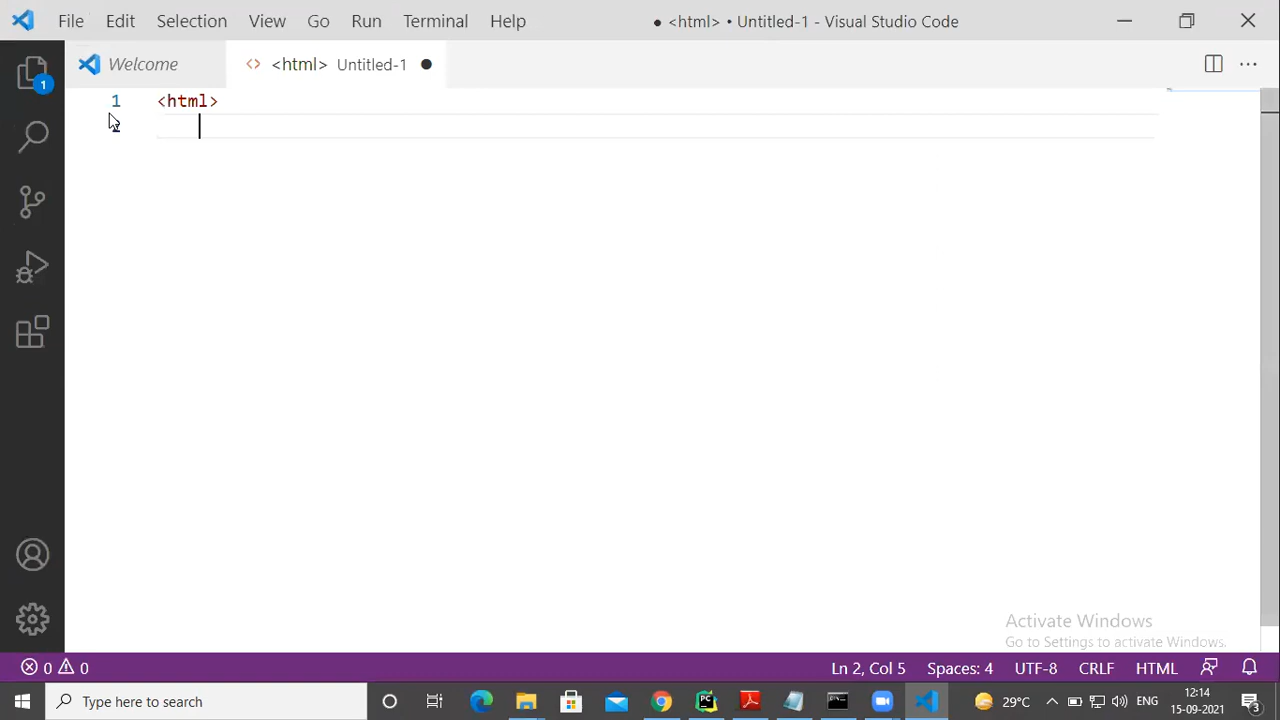 File Edit Selection View Go Run Terminal Help ● <html> • Untitled-1 - Visual Studio Code
Welcome <> <html> Untitled-1 ●
1 <html>
1
Activate Windows
Go to Settings to activate Windows.
0 0 Ln 2, Col 5 Spaces: 4 UTF-8 CRLF HTML
Type here to search 29°C ENG 12:14
15-09-2021 3